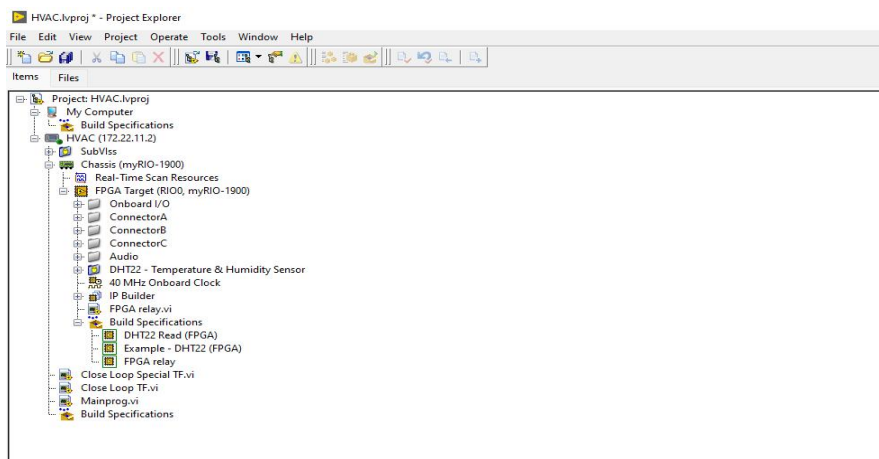 HVAC.lvproj * - Project Explorer
File Edit View Project Operate Tools Window Help
Items Files
Project: HVAC.lvproj
My Computer
Build Specifications
HVAC (172.22.11.2)
SubVIss
Chassis (myRIO-1900)
Real-Time Scan Resources
FPGA Target (RIO0, myRIO-1900)
Onboard I/O
ConnectorA
ConnectorB
ConnectorC
Audio
DHT22 - Temperature & Humidity Sensor
40 MHz Onboard Clock
IP Builder
FPGA relay.vi
Build Specifications
DHT22 Read (FPGA)
Example - DHT22 (FPGA)
FPGA relay
Close Loop Special TF.vi
Close Loop TF.vi
Mainprog.vi
Build Specifications